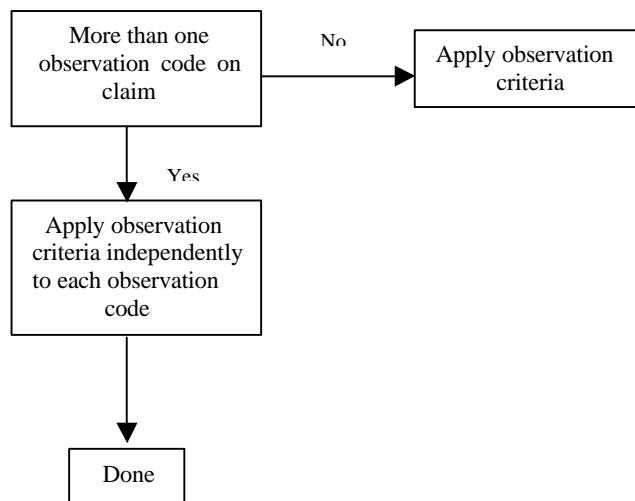 More than one
observation code on
claim
No
Apply observation
criteria
Yes
Apply observation
criteria independently
to each observation
code
Done